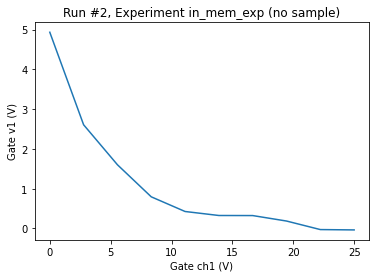 Run #2, Experiment in_mem_exp (no sample)
5
4
3
2
1
0
Gate v1 (V)
0 5 10 15 20 25
Gate ch1 (V)